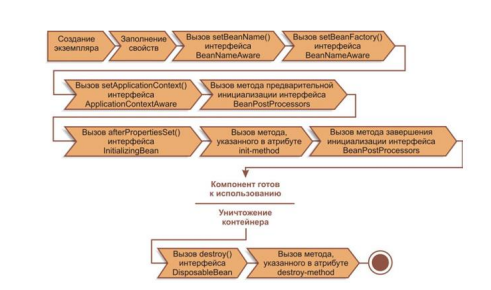 Создание
экземпляра
Заполнение
свойств
Вызов setBeanName()
интерфейса
BeanNameAware
Вызов setBeanFactory()
интерфейса
BeanNameAware
Вызов setApplicationContext()
интерфейса
ApplicationContextAware
Вызов метода предварительной
инициализации интерфейса
BeanPostProcessors
Вызов afterPropertiesSet()
интерфейса
InitializingBean
Вызов метода,
указанного в атрибуте
init-method
Вызов метода завершения
инициализации интерфейса
BeanPostProcessors
Компонент готов
к использованию
Уничтожение
контейнера
Вызов destroy()
интерфейса
DisposableBean
Вызов метода,
указанного в атрибуте
destroy-method